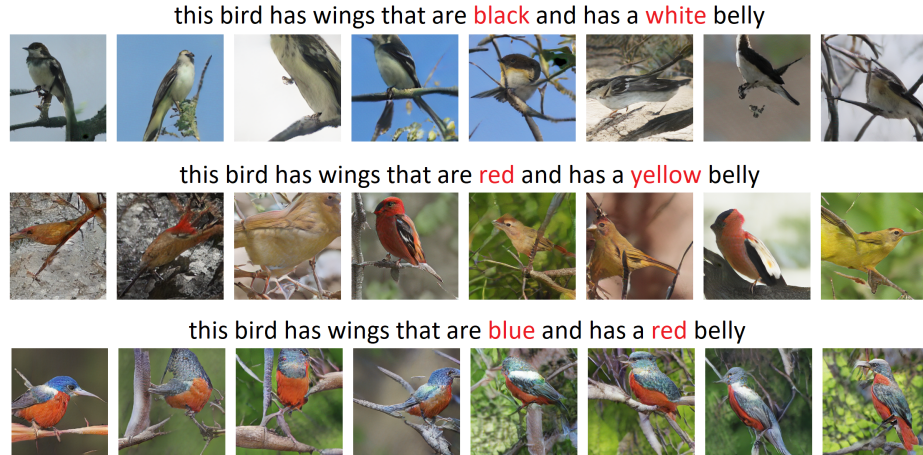 this bird has wings that are black and has a white belly
this bird has wings that are red and has a yellow belly
this bird has wings that are blue and has a red belly